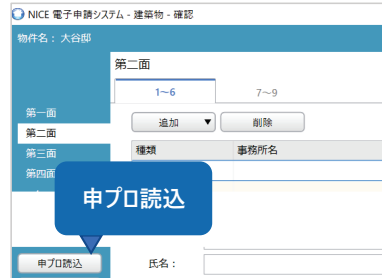 NICE 電子申請システム - 建築物 - 確認
物件名：大谷邸
第二面
1～6 7～9
第一面
追加 ▼ 削除
第二面
第三面
種類 事務所名
第四面
申プロ読込
申プロ読込
氏名：